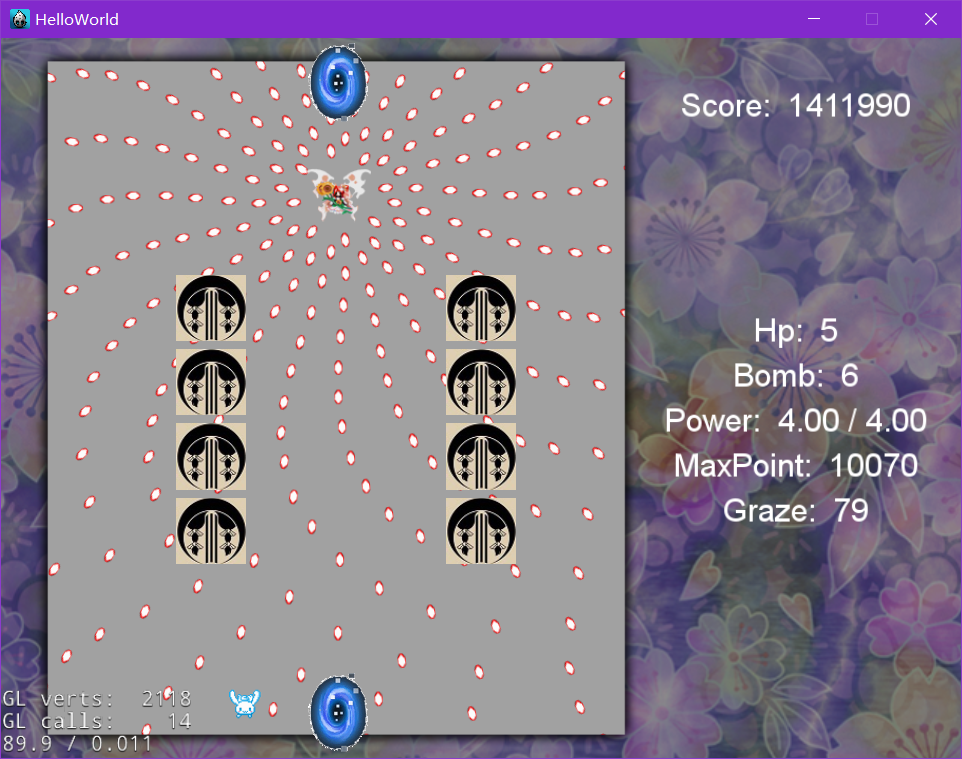 HelloWorld
Score: 1411990
Hp: 5
Bomb: 6
Power: 4.00 / 4.00
MaxPoint: 10070
Graze: 79
GL verts: 2118
GL calls: 14
89.9 / 0.011